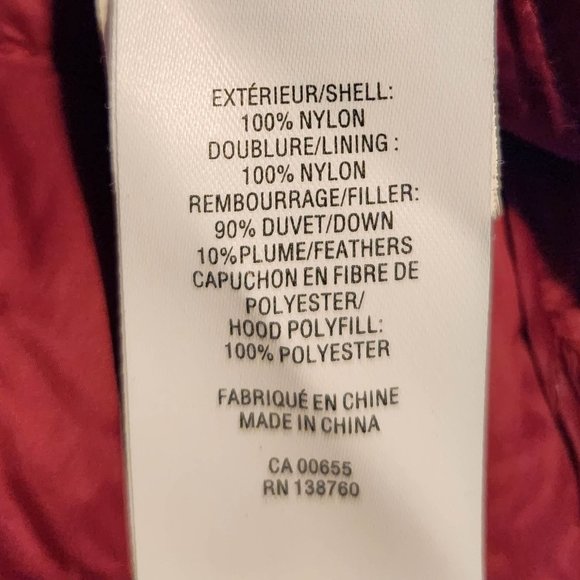 EXTÉRIEUR/SHELL:
100% NYLON
DOUBLURE/LINING :
100% NYLON
REMBOURRAGE/FILLER:
90% DUVET/DOWN
10%PLUME/FEATHERS
CAPUCHON EN FIBRE DE
POLYESTER/
HOOD POLYFILL:
100% POLYESTER
FABRIQUÉ EN CHINE
MADE IN CHINA
CA 00655
RN 138760